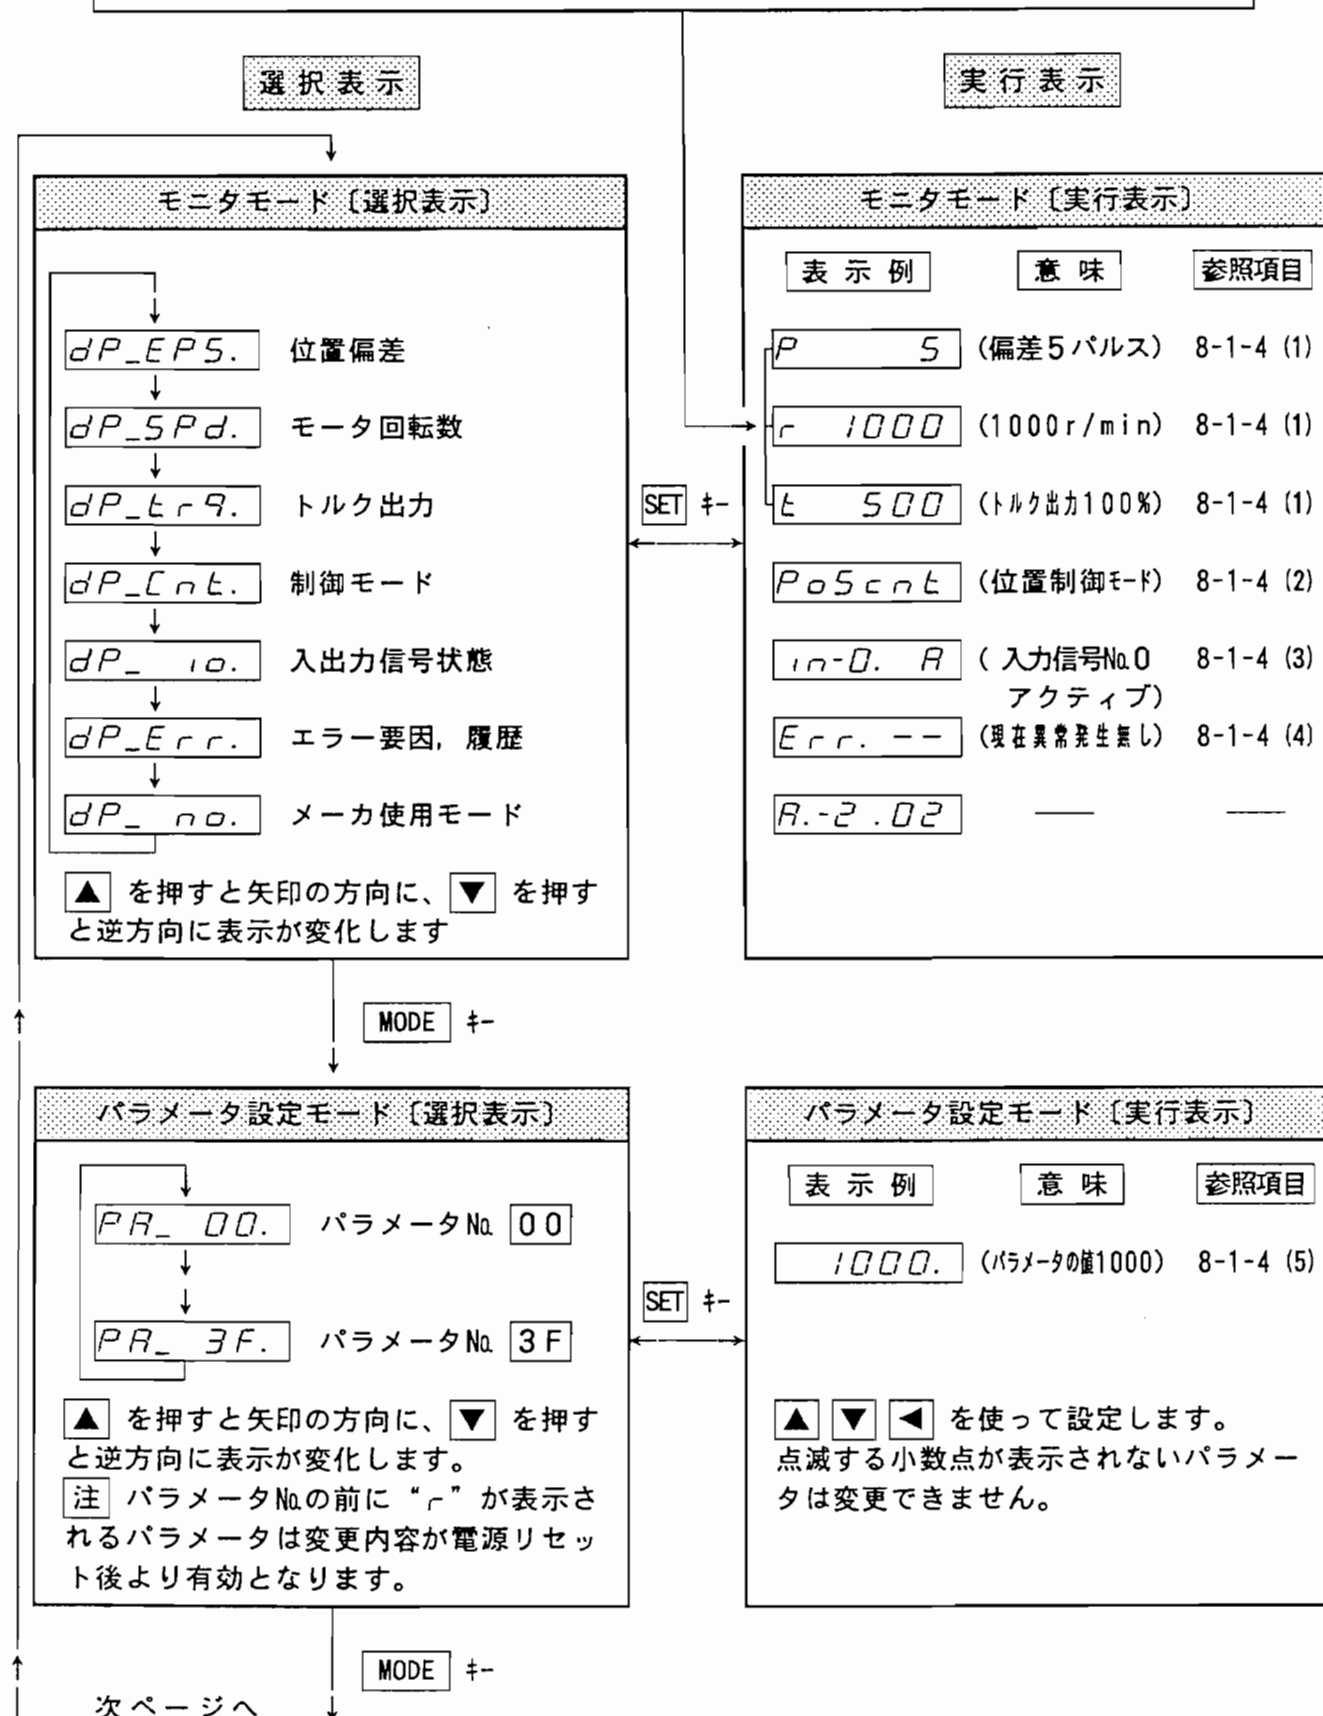 選択表示
実行表示
モニタモード〔選択表示〕
dP_EPS. 位置偏差
dP_SPd. モータ回転数
dP_trq. トルク出力
dP_Cnt. 制御モード
dP_ io. 入出力信号状態
dP_Err. エラー要因, 履歴
dP_ no. メーカ使用モード
▲ を押すと矢印の方向に、▼ を押す
と逆方向に表示が変化します
SET キー
モニタモード〔実行表示〕
表示例 意味 参照項目
P 5 (偏差5パルス) 8-1-4 (1)
r 1000 (1000r/min) 8-1-4 (1)
t 500 (トルク出力100%) 8-1-4 (1)
PoScnt (位置制御モード) 8-1-4 (2)
in-0. A ( 入力信号№0 8-1-4 (3)
アクティブ)
Err. -- (現在異常発生無し) 8-1-4 (4)
A.-2.02 —— ——
MODE キー
パラメータ設定モード〔選択表示〕
PA_ 00. パラメータ№ 00
PA_ 3F. パラメータ№ 3F
▲ を押すと矢印の方向に、▼ を押す
と逆方向に表示が変化します。
注 パラメータ№の前に“r”が表示さ
れるパラメータは変更内容が電源リセッ
ト後より有効となります。
SET キー
パラメータ設定モード〔実行表示〕
表示例 意味 参照項目
1000. (パラメータの値1000) 8-1-4 (5)
▲ ▼ ◀ を使って設定します。
点滅する小数点が表示されないパラメー
タは変更できません。
MODE キー
次ページへ